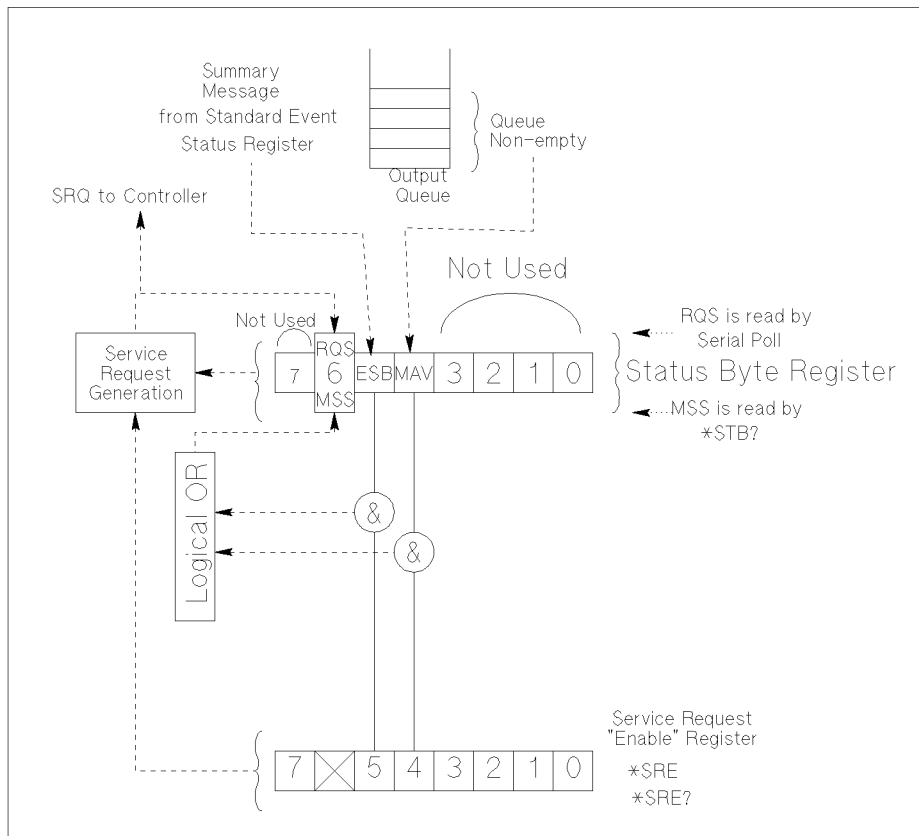 Summary
Message
from Standard Event
Status Register
Queue
Non-empty
Output
Queue
SRQ to Controller
Not Used
Not Used
RQS is read by
Serial Poll
Service
Request
Generation
7
RQS
6
MSS
ESB
MAV
3
2
1
0
Status Byte Register
MSS is read by
*STB?
Logical OR
&
&
Service Request
"Enable" Register
7
5
4
3
2
1
0
*SRE
*SRE?